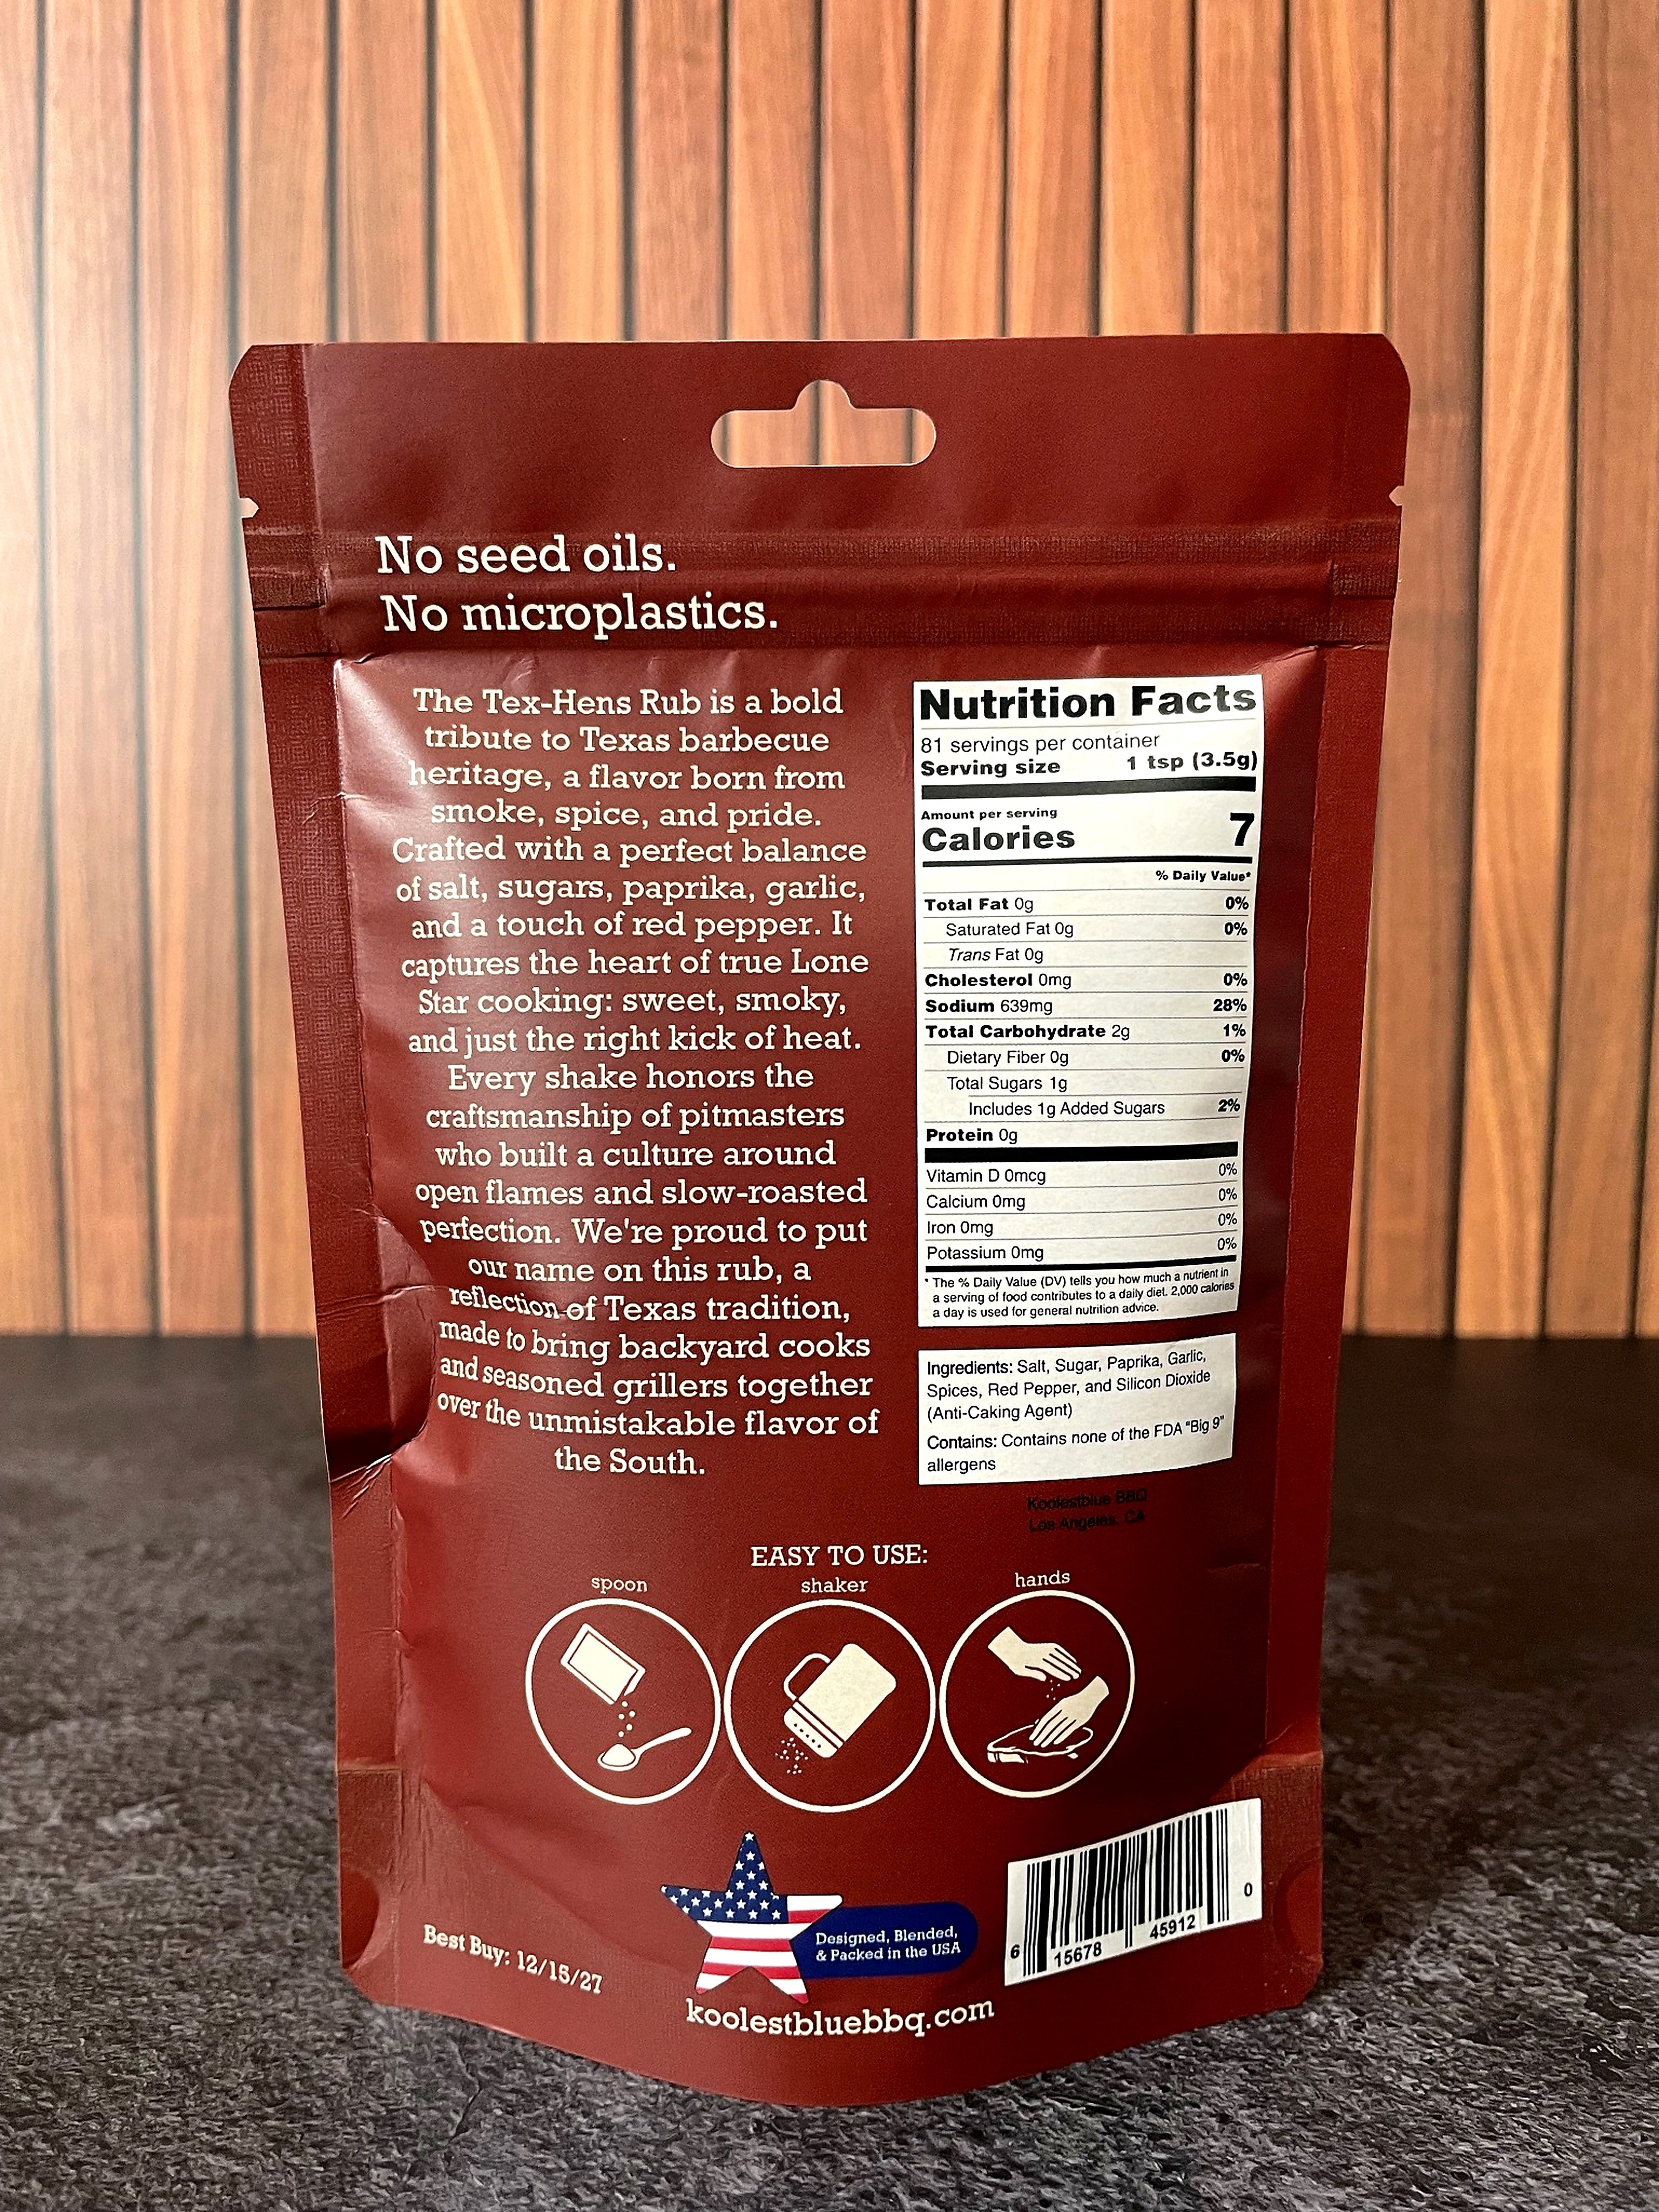 No seed oils.
No microplastics.
The Tex-Hens Rub is a bold
tribute to Texas barbecue
heritage, a flavor born from
smoke, spice, and pride.
Crafted with a perfect balance
of salt, sugars, paprika, garlic,
and a touch of red pepper. It
captures the heart of true Lone
Star cooking: sweet, smoky,
and just the right kick of heat.
Every shake honors the
craftsmanship of pitmasters
who built a culture around
open flames and slow-roasted
perfection. We're proud to put
our name on this rub, a
reflection of Texas tradition,
made to bring backyard cooks
and seasoned grillers together
over the unmistakable flavor of
the South.
Nutrition Facts
81 servings per container
Serving size 1 tsp (3.5g)
Amount per serving
Calories 7
% Daily Value*
Total Fat 0g 0%
Saturated Fat 0g 0%
Trans Fat 0g
Cholesterol 0mg 0%
Sodium 639mg 28%
Total Carbohydrate 2g 1%
Dietary Fiber 0g 0%
Total Sugars 1g
Includes 1g Added Sugars 2%
Protein 0g
Vitamin D 0mcg 0%
Calcium 0mg 0%
Iron 0mg 0%
Potassium 0mg 0%
* The % Daily Value (DV) tells you how much a nutrient in
a serving of food contributes to a daily diet. 2,000 calories
a day is used for general nutrition advice.
Ingredients: Salt, Sugar, Paprika, Garlic,
Spices, Red Pepper, and Silicon Dioxide
(Anti-Caking Agent)
Contains: Contains none of the FDA "Big 9"
allergens
Koolestblue BBQ
Los Angeles, CA
EASY TO USE:
spoon
shaker
hands
Designed, Blended,
& Packed in the USA
6 15678 45912 0
Best Buy: 12/15/27
koolestbluebbq.com